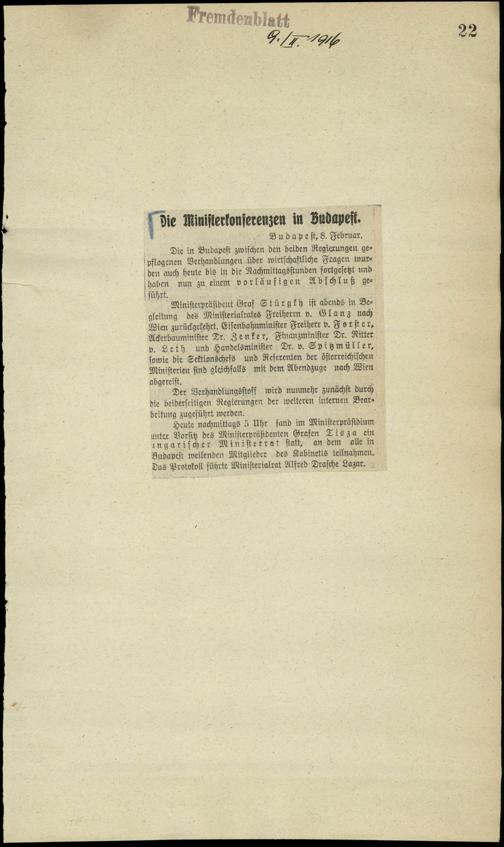 Fremdenblatt
9./II. 1916
22
Die Ministerkonferenzen in Budapest.
Budapest, 8. Februar.
Die in Budapest zwischen den beiden Regierungen ge-
pflogenen Verhandlungen über wirtschaftliche Fragen wur-
den auch heute bis in die Nachmittagsstunden fortgesetzt und
haben nun zu einem vorläufigen Abschluß ge-
führt.
Ministerpräsident Graf Stürgkh ist abends in Be-
gleitung des Ministerialrates Freiherrn v. Glanz nach
Wien zurückgekehrt. Eisenbahnminister Freiherr v. Forster,
Ackerbauminister Dr. Zenker, Finanzminister Dr. Ritter
v. Leth und Handelsminister Dr. v. Spitzmüller,
sowie die Sektionschefs und Referenten der österreichischen
Ministerien sind gleichfalls mit dem Abendzuge nach Wien
abgereist.
Der Verhandlungsstoff wird nunmehr zunächst durch
die beiderseitigen Regierungen der weiteren internen Bear-
beitung zugeführt werden.
Heute nachmittags 5 Uhr fand im Ministerpräsidium
unter Vorsitz des Ministerpräsidenten Grafen Tisza ein
ungarischer Ministerrat statt, an dem alle in
Budapest weilenden Mitglieder des Kabinetts teilnahmen.
Das Protokoll führte Ministerialrat Alfred Drasche Lazar.